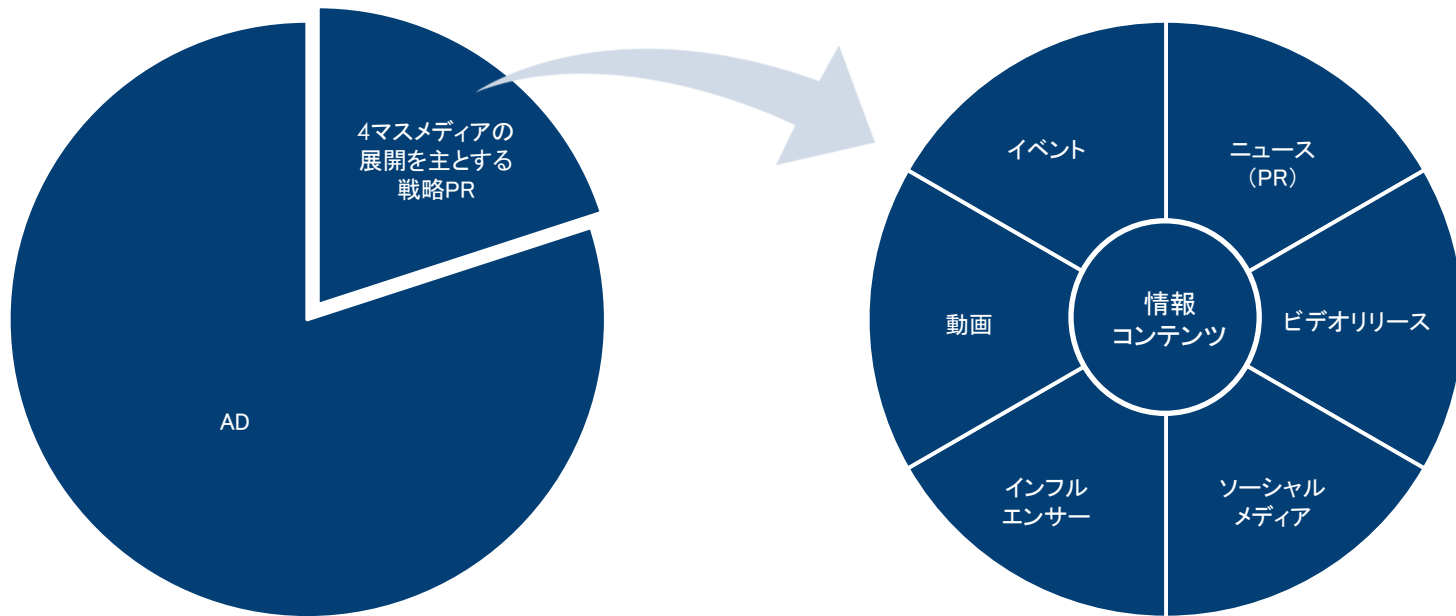 4マスメディアの
展開を主とする
戦略PR
AD
イベント
ニュース
（PR）
動画
情報
コンテンツ
ビデオリリース
インフル
エンサー
ソーシャル
メディア